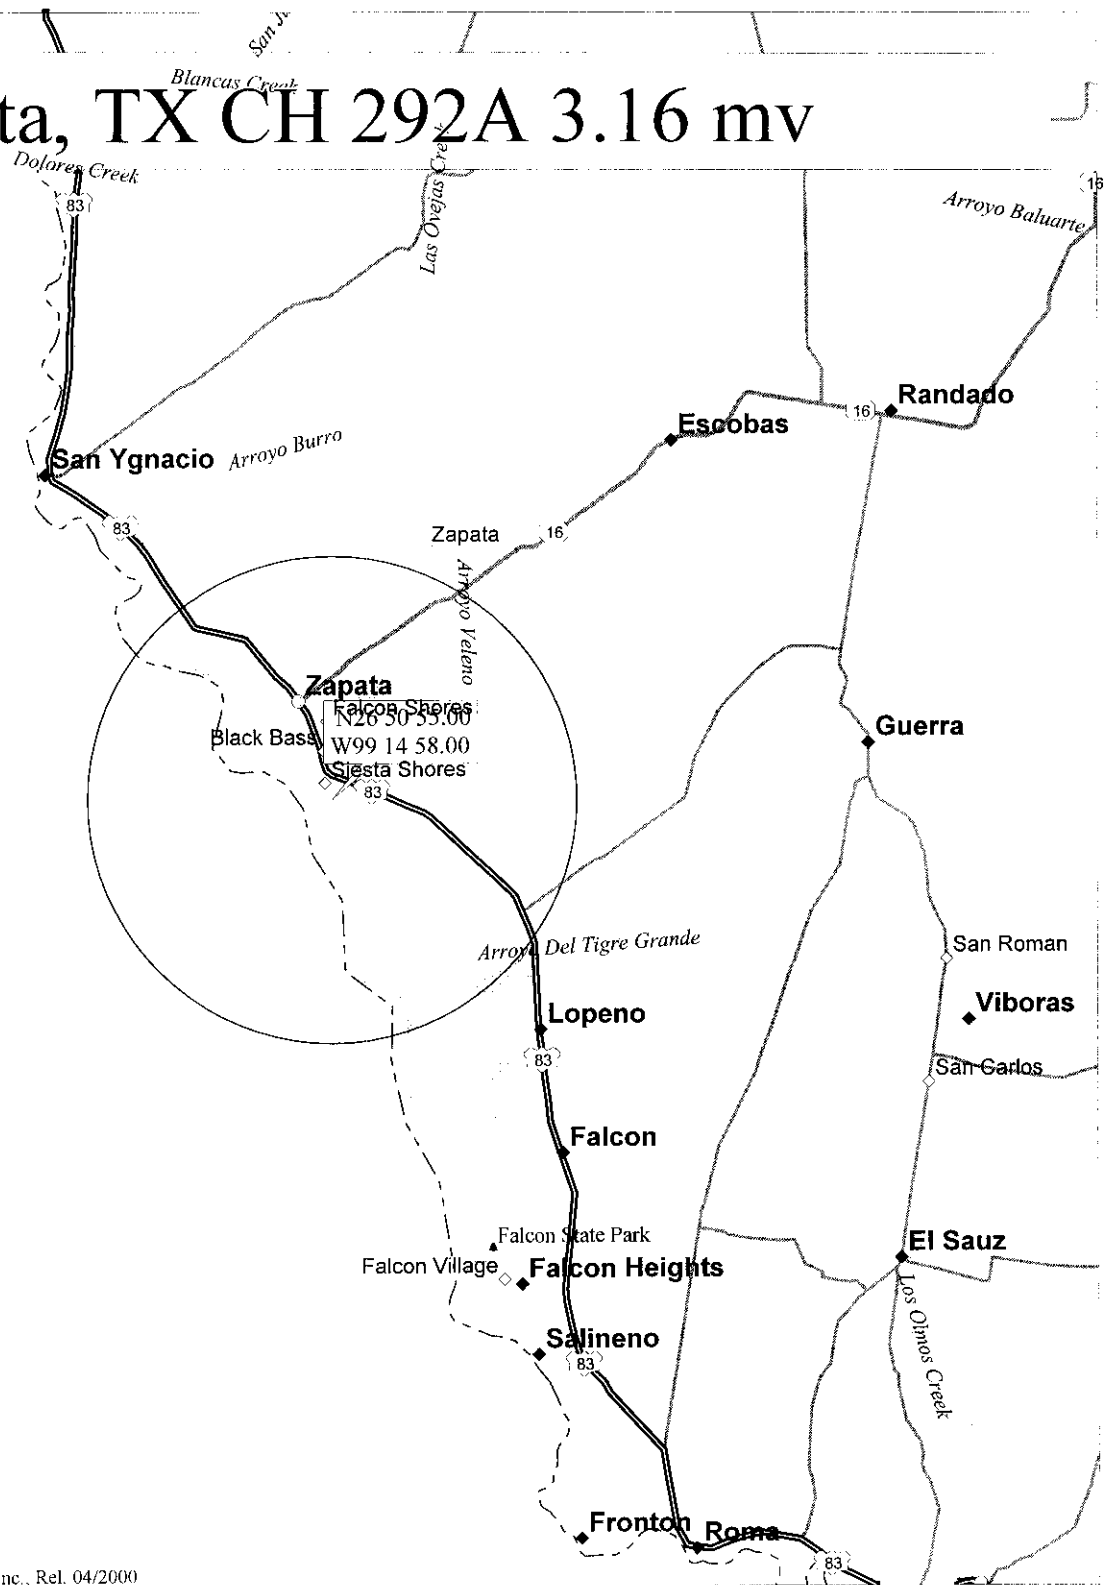 San
Blancas Creek
ta, TX CH 292A 3.16 mv
Dolores Creek
83
Las Ovejas Creek
16
Arroyo Baluarte
Randado
16
Escobas
San Ygnacio
Arroyo Burro
83
Zapata
16
Arroyo Veleno
Zapata
Falcon Shores
N26 50 55.00
Black Bass
W99 14 58.00
Siesta Shores
83
Guerra
San Roman
Arroyo Del Tigre Grande
Viboras
Lopeno
83
San Carlos
Falcon
Falcon State Park
El Sauz
Falcon Village
Falcon Heights
Los Olmos Creek
Salineno
83
Fronton
Roma
83
nc., Rel. 04/2000